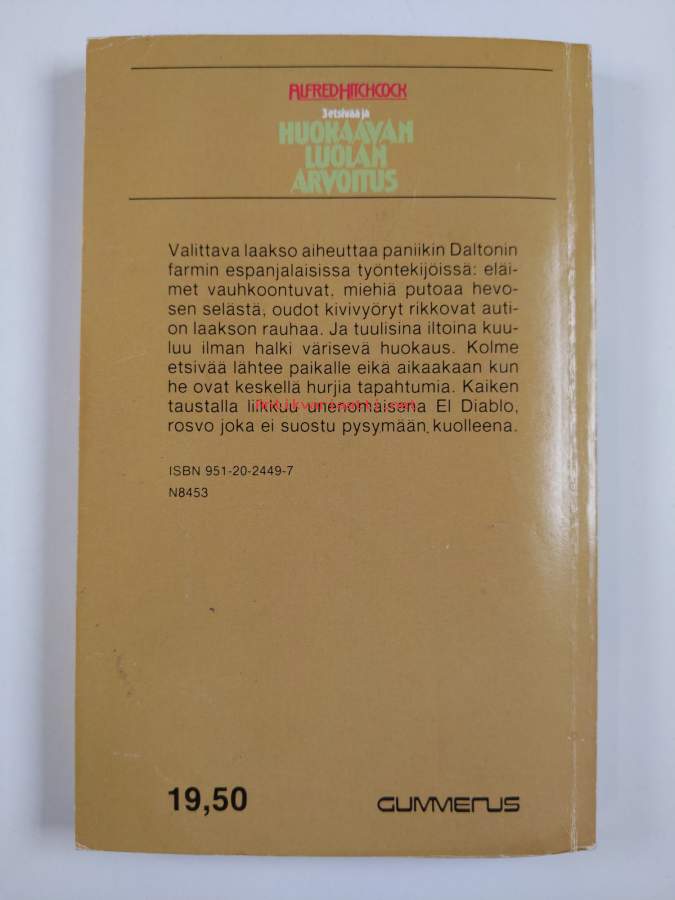 ALFRED HITCHCOCK
3 etsivää ja
HUOKAAVAN
LUOLAN
ARVOITUS
Valittava laakso aiheuttaa paniikin Daltonin
farmin espanjalaisissa työntekijöissä: eläi-
met vauhkoontuvat, miehiä putoaa hevo-
sen selästä, oudot kivivyöryt rikkovat auti-
on laakson rauhaa. Ja tuulisina iltoina kuu-
luu ilman halki värisevä huokaus. Kolme
etsivää lähtee paikalle eikä aikaakaan kun
he ovat keskellä hurjia tapahtumia. Kaiken
taustalla liikkuu unenomaisena El Diablo,
rosvo joka ei suostu pysymään kuolleena.
ISBN 951-20-2449-7
N8453
19,50
GUMMERUS